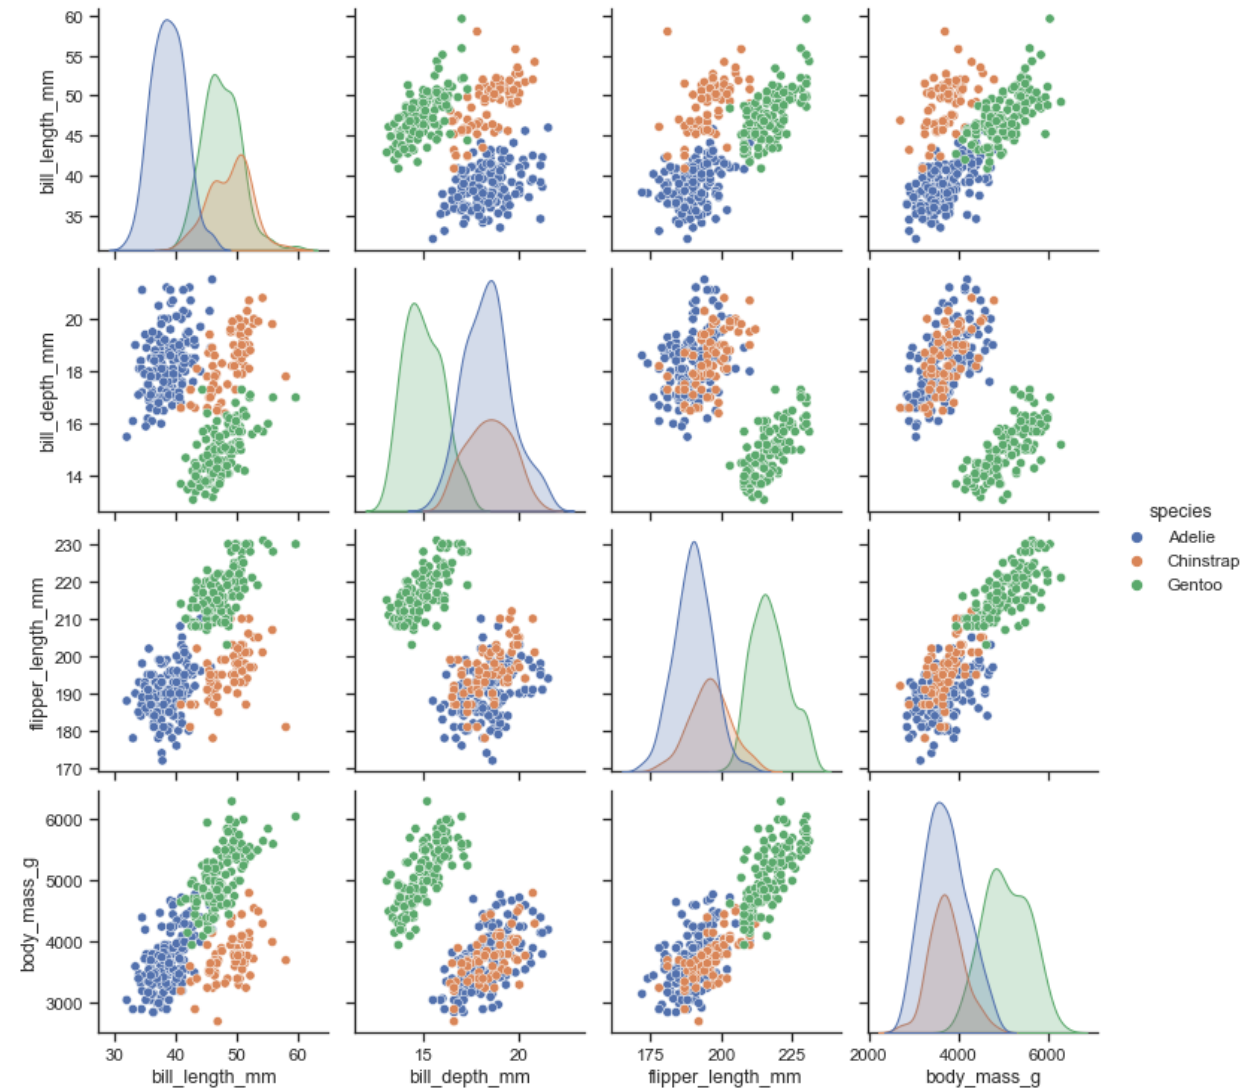 60
55
50
45
40
35
bill_length_mm
20
18
16
14
bill_depth_mm
species
Adelie
Chinstrap
Gentoo
230
220
210
200
190
180
170
flipper_length_mm
6000
5000
4000
3000
body_mass_g
30 40 50 60
15 20
175 200 225
2000 4000 6000
bill_length_mm
bill_depth_mm
flipper_length_mm
body_mass_g